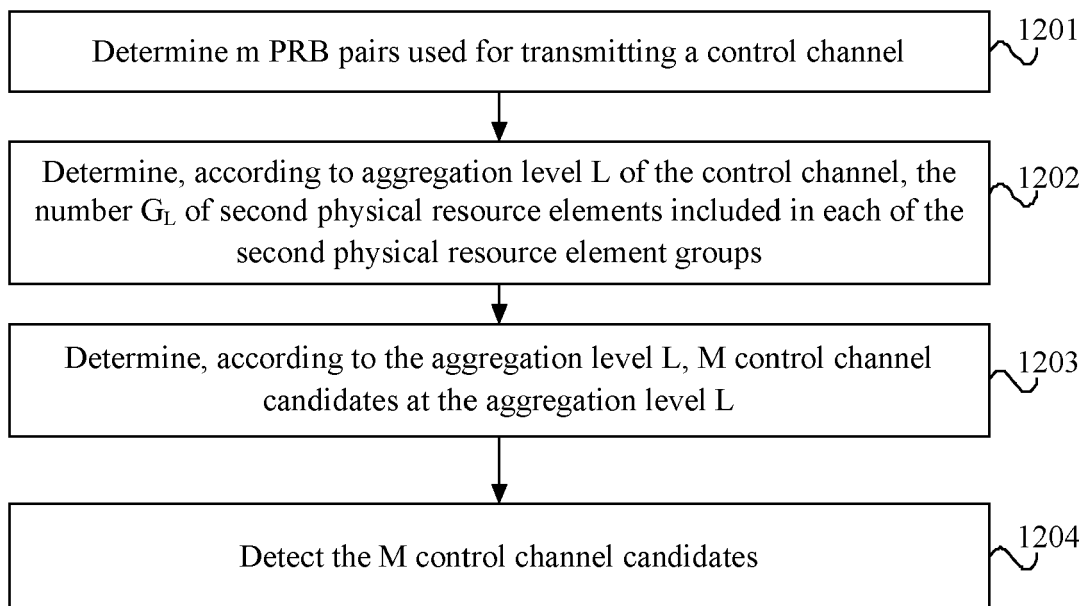 Determine m PRB pairs used for transmitting a control channel
1201
Determine, according to aggregation level L of the control channel, the
number G_L of second physical resource elements included in each of the
second physical resource element groups
1202
Determine, according to the aggregation level L, M control channel
candidates at the aggregation level L
1203
Detect the M control channel candidates
1204